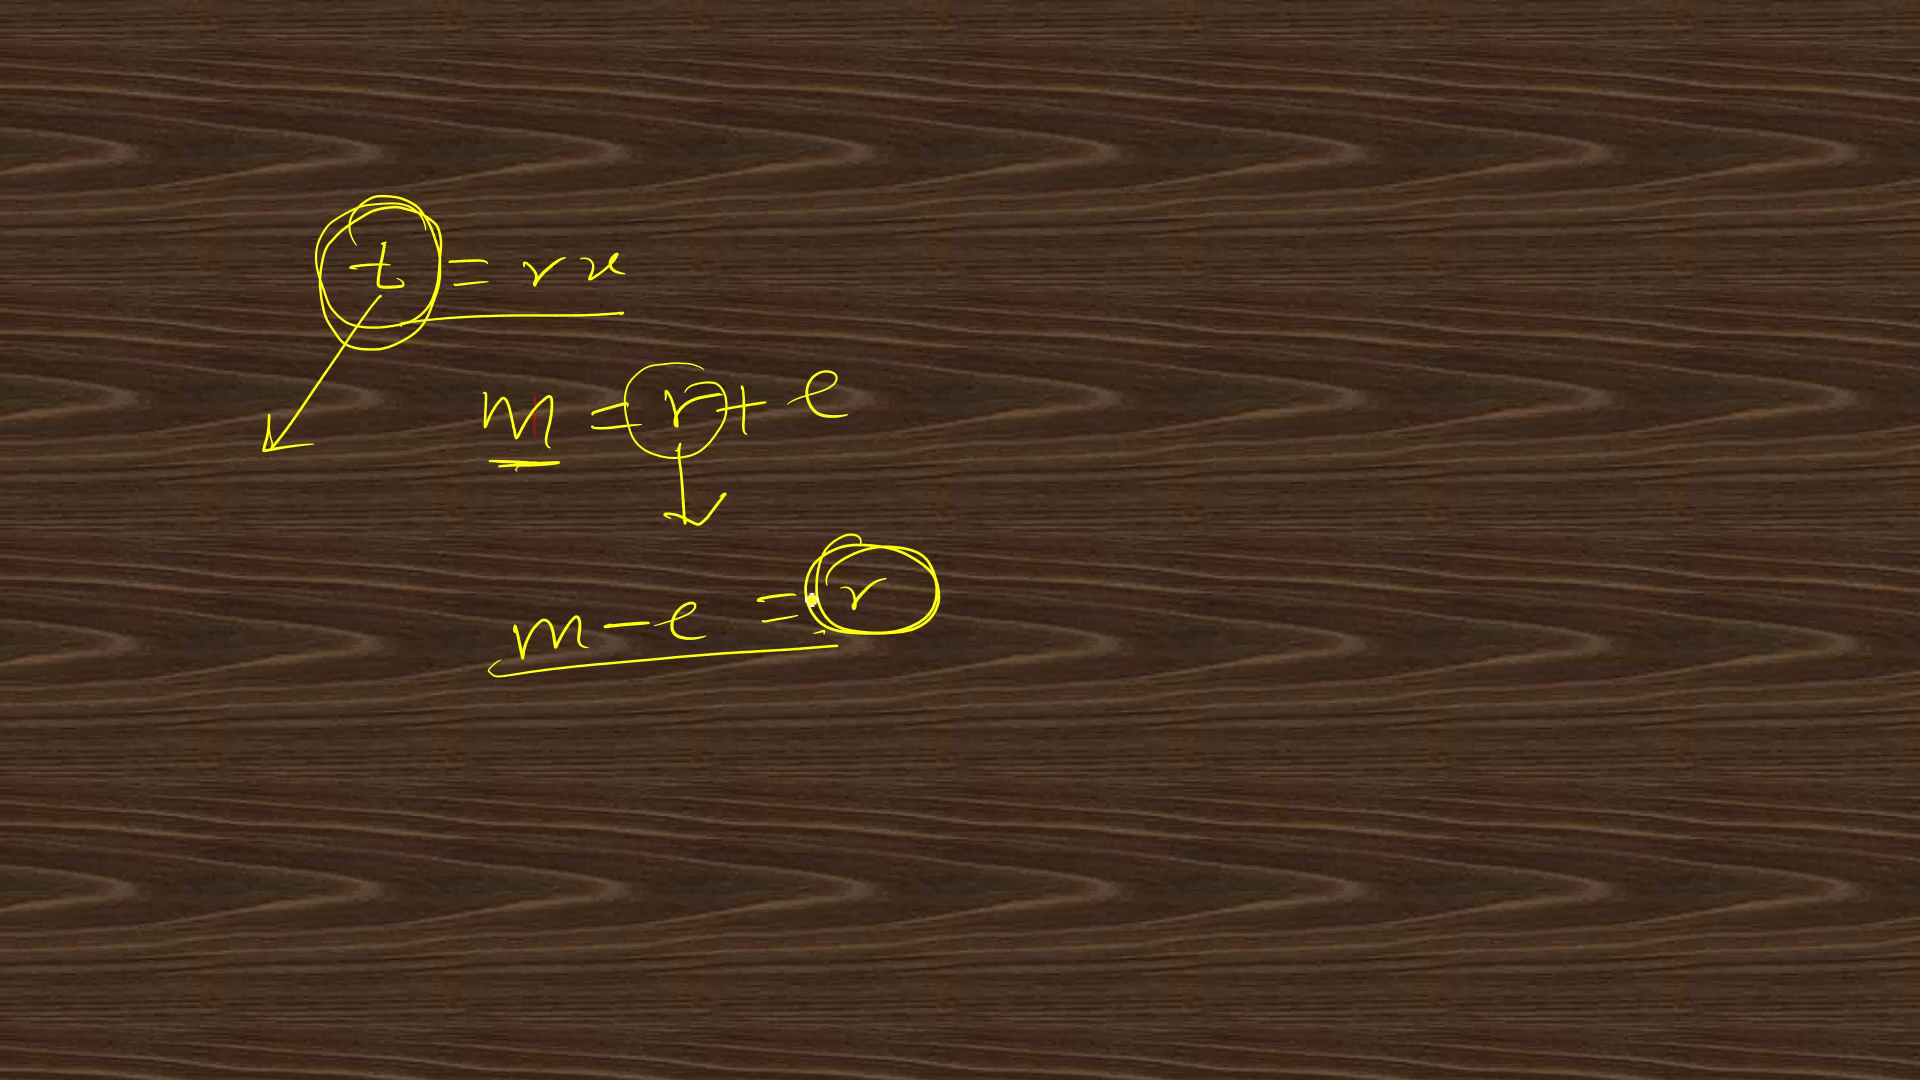 t = rx
m = r + e
m - e = r